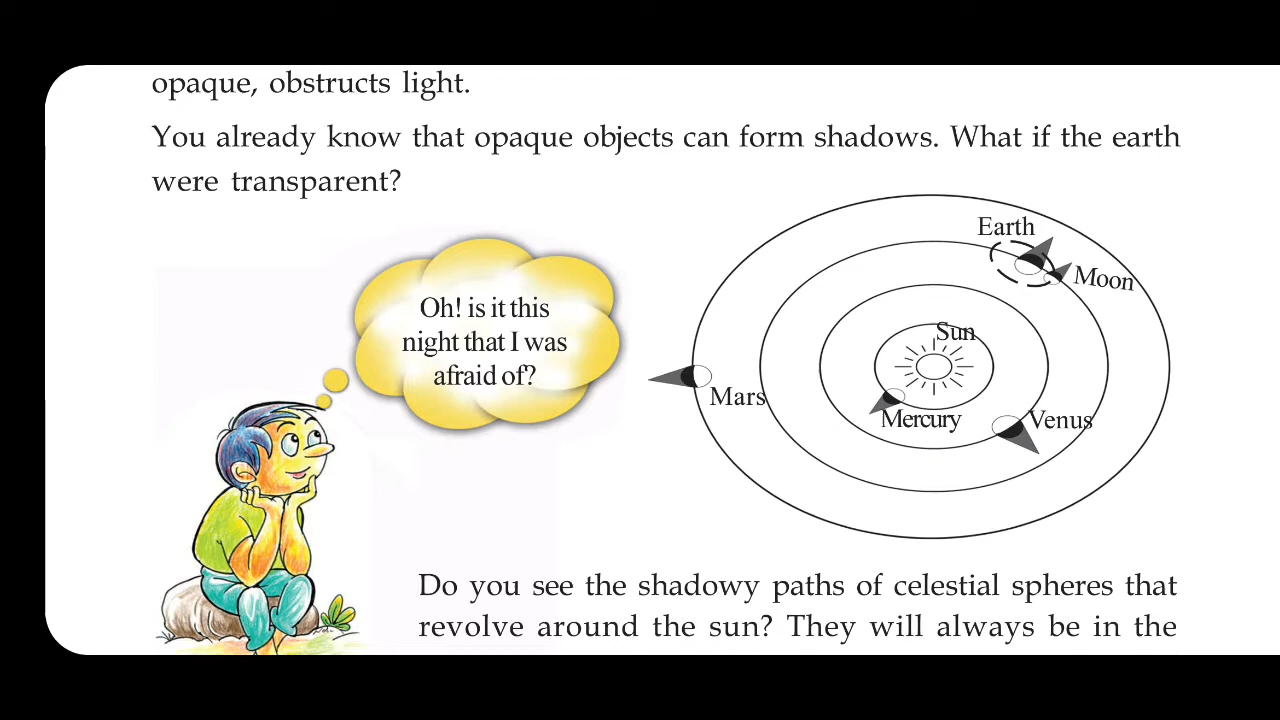 opaque, obstructs light.
You already know that opaque objects can form shadows. What if the earth
were transparent?
Oh! is it this
night that I was
afraid of?
Earth
Moon
Sun
Mars
Mercury
Venus
Do you see the shadowy paths of celestial spheres that
revolve around the sun? They will always be in the